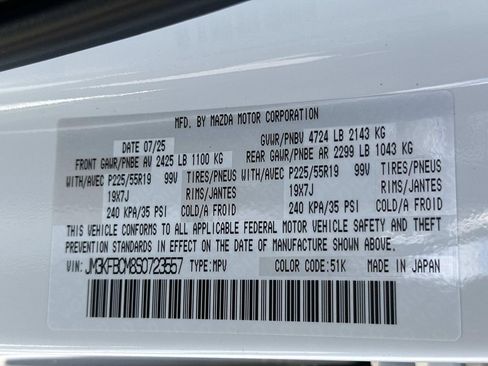 MFD. BY MAZDA MOTOR CORPORATION
DATE 07/25 GVWR/PNBV 4724 LB 2143 KG
FRONT GAWR/PNBE AV 2425 LB 1100 KG REAR GAWR/PNBE AR 2299 LB 1043 KG
WITH/AVEC P225/55R19 99V TIRES/PNEUS WITH/AVEC P225/55R19 99V TIRES/PNEUS
19X7J RIMS/JANTES 19X7J RIMS/JANTES
240 KPA/35 PSI COLD/A FROID 240 KPA/35 PSI COLD/A FROID
THIS VEHICLE CONFORMS TO ALL APPLICABLE FEDERAL MOTOR VEHICLE SAFETY AND THEFT
PREVENTION STANDARDS IN EFFECT ON THE DATE OF MANUFACTURE SHOWN ABOVE.
VIN: JM3KFBCM8S0723557 TYPE:MPV COLOR CODE:51K MADE IN JAPAN